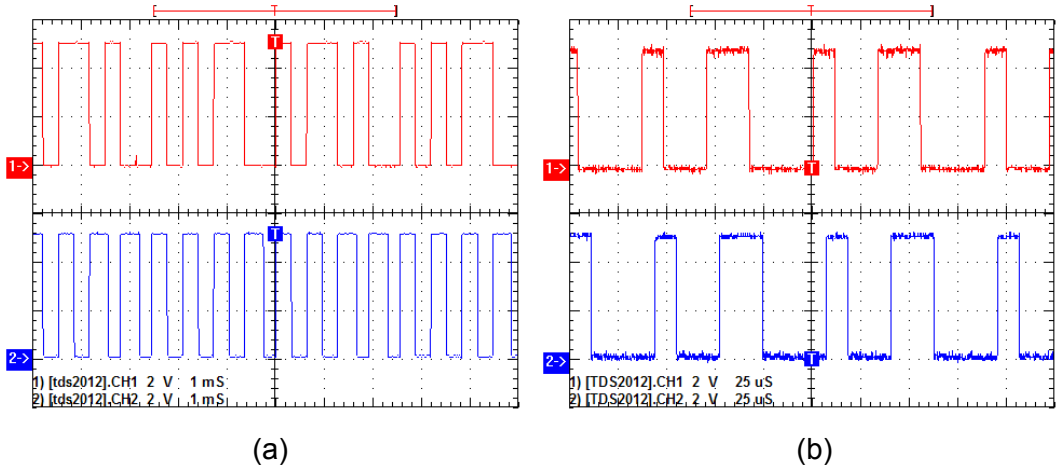 T
1->
2->
T
1) [tds2012].CH1 2 V 1 mS
2) [tds2012].CH2 2 V 1 mS
(a)
1->
T
2->
T
1) [TDS2012].CH1 2 V 25 uS
2) [TDS2012].CH2 2 V 25 uS
(b)